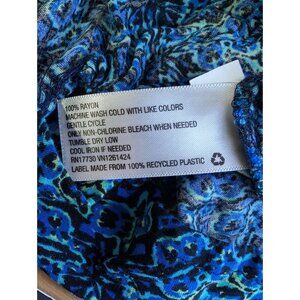 100% RAYON
MACHINE WASH COLD WITH LIKE COLORS
GENTLE CYCLE
ONLY NON-CHLORINE BLEACH WHEN NEEDED
TUMBLE DRY LOW
COOL IRON IF NEEDED
RN17730 VN1261424
LABEL MADE FROM 100% RECYCLED PLASTIC